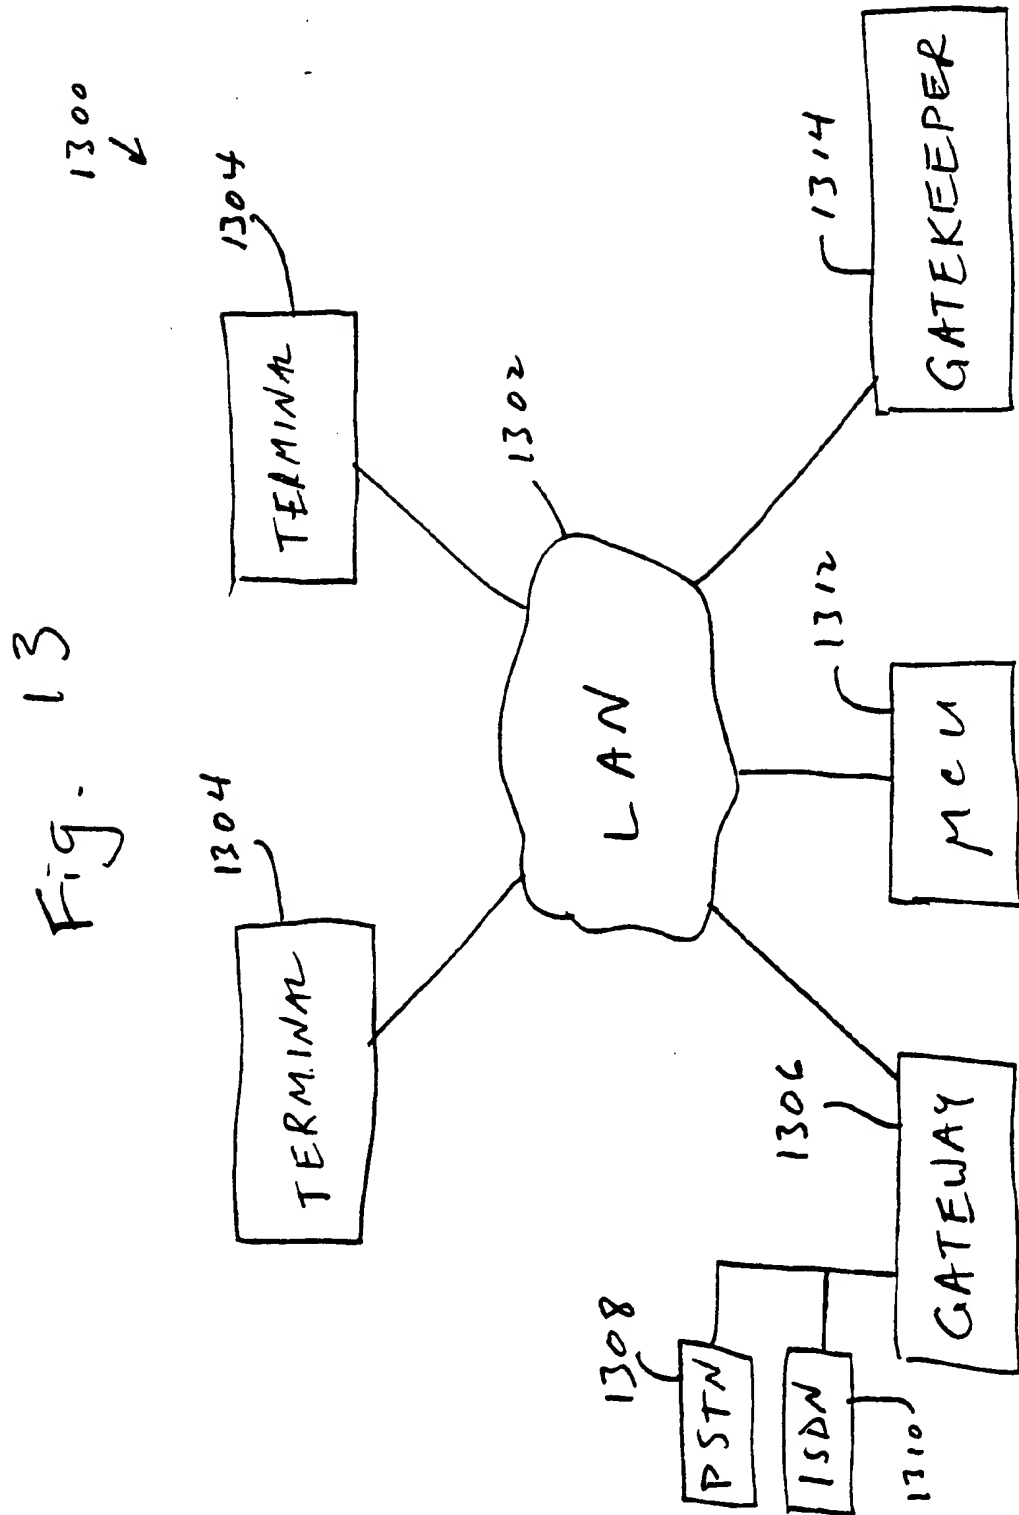 Fig. 13
1300
1304
TERMINAL
1304
TERMINAL
1302
LAN
1308
PSTN
ISDN
1310
1306
GATEWAY
1312
MCU
1314
GATEKEEPER